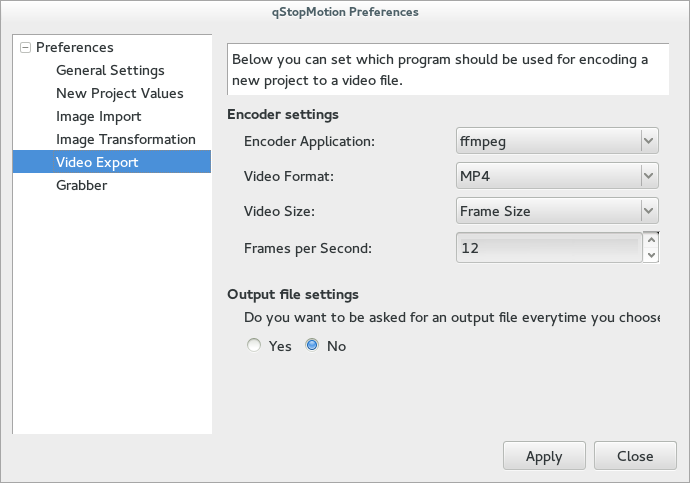 qStopMotion Preferences
Preferences
General Settings
New Project Values
Image Import
Image Transformation
Video Export
Grabber
Below you can set which program should be used for encoding a
new project to a video file.
Encoder settings
Encoder Application:
ffmpeg
Video Format:
MP4
Video Size:
Frame Size
Frames per Second:
12
Output file settings
Do you want to be asked for an output file everytime you choose
Yes
No
Apply
Close